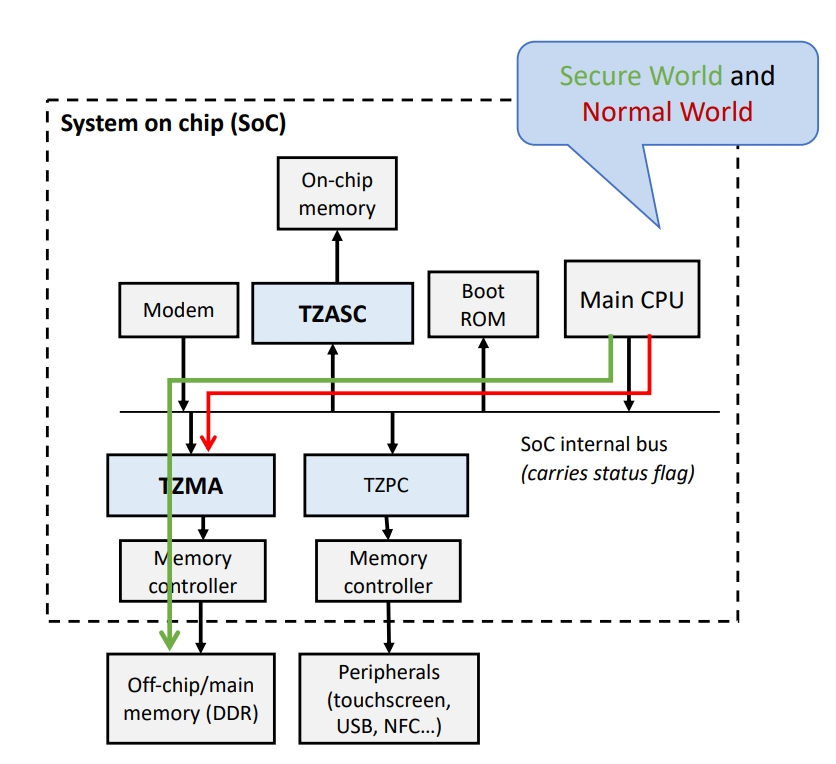 Secure World and
Normal World
System on chip (SoC)
On-chip
memory
Modem
TZASC
Boot
ROM
Main CPU
SoC internal bus
(carries status flag)
TZMA
TZPC
Memory
controller
Memory
controller
Off-chip/main
memory (DDR)
Peripherals
(touchscreen,
USB, NFC...)